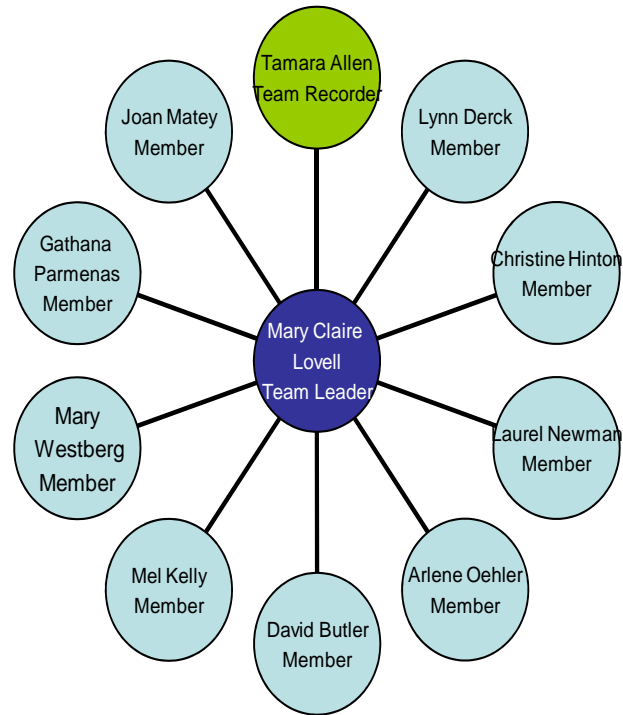 Tamara Allen
Team Recorder
Joan Matey
Member
Lynn Derck
Member
Gathana
Parmenas
Member
Christine Hinton
Member
Mary Claire
Lovell
Team Leader
Mary
Westberg
Member
Laurel Newman
Member
Mel Kelly
Member
Arlene Oehler
Member
David Butler
Member